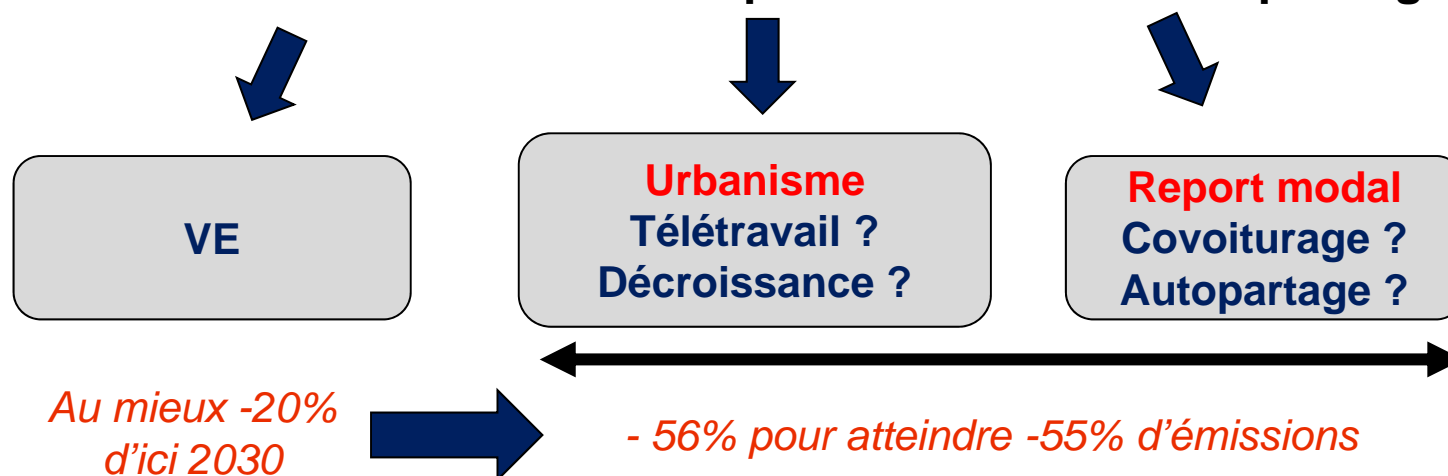 VE
Urbanisme
Télétravail ?
Décroissance ?
Report modal
Covoiturage ?
Autopartage ?
Au mieux -20%
d'ici 2030
- 56% pour atteindre -55% d'émissions